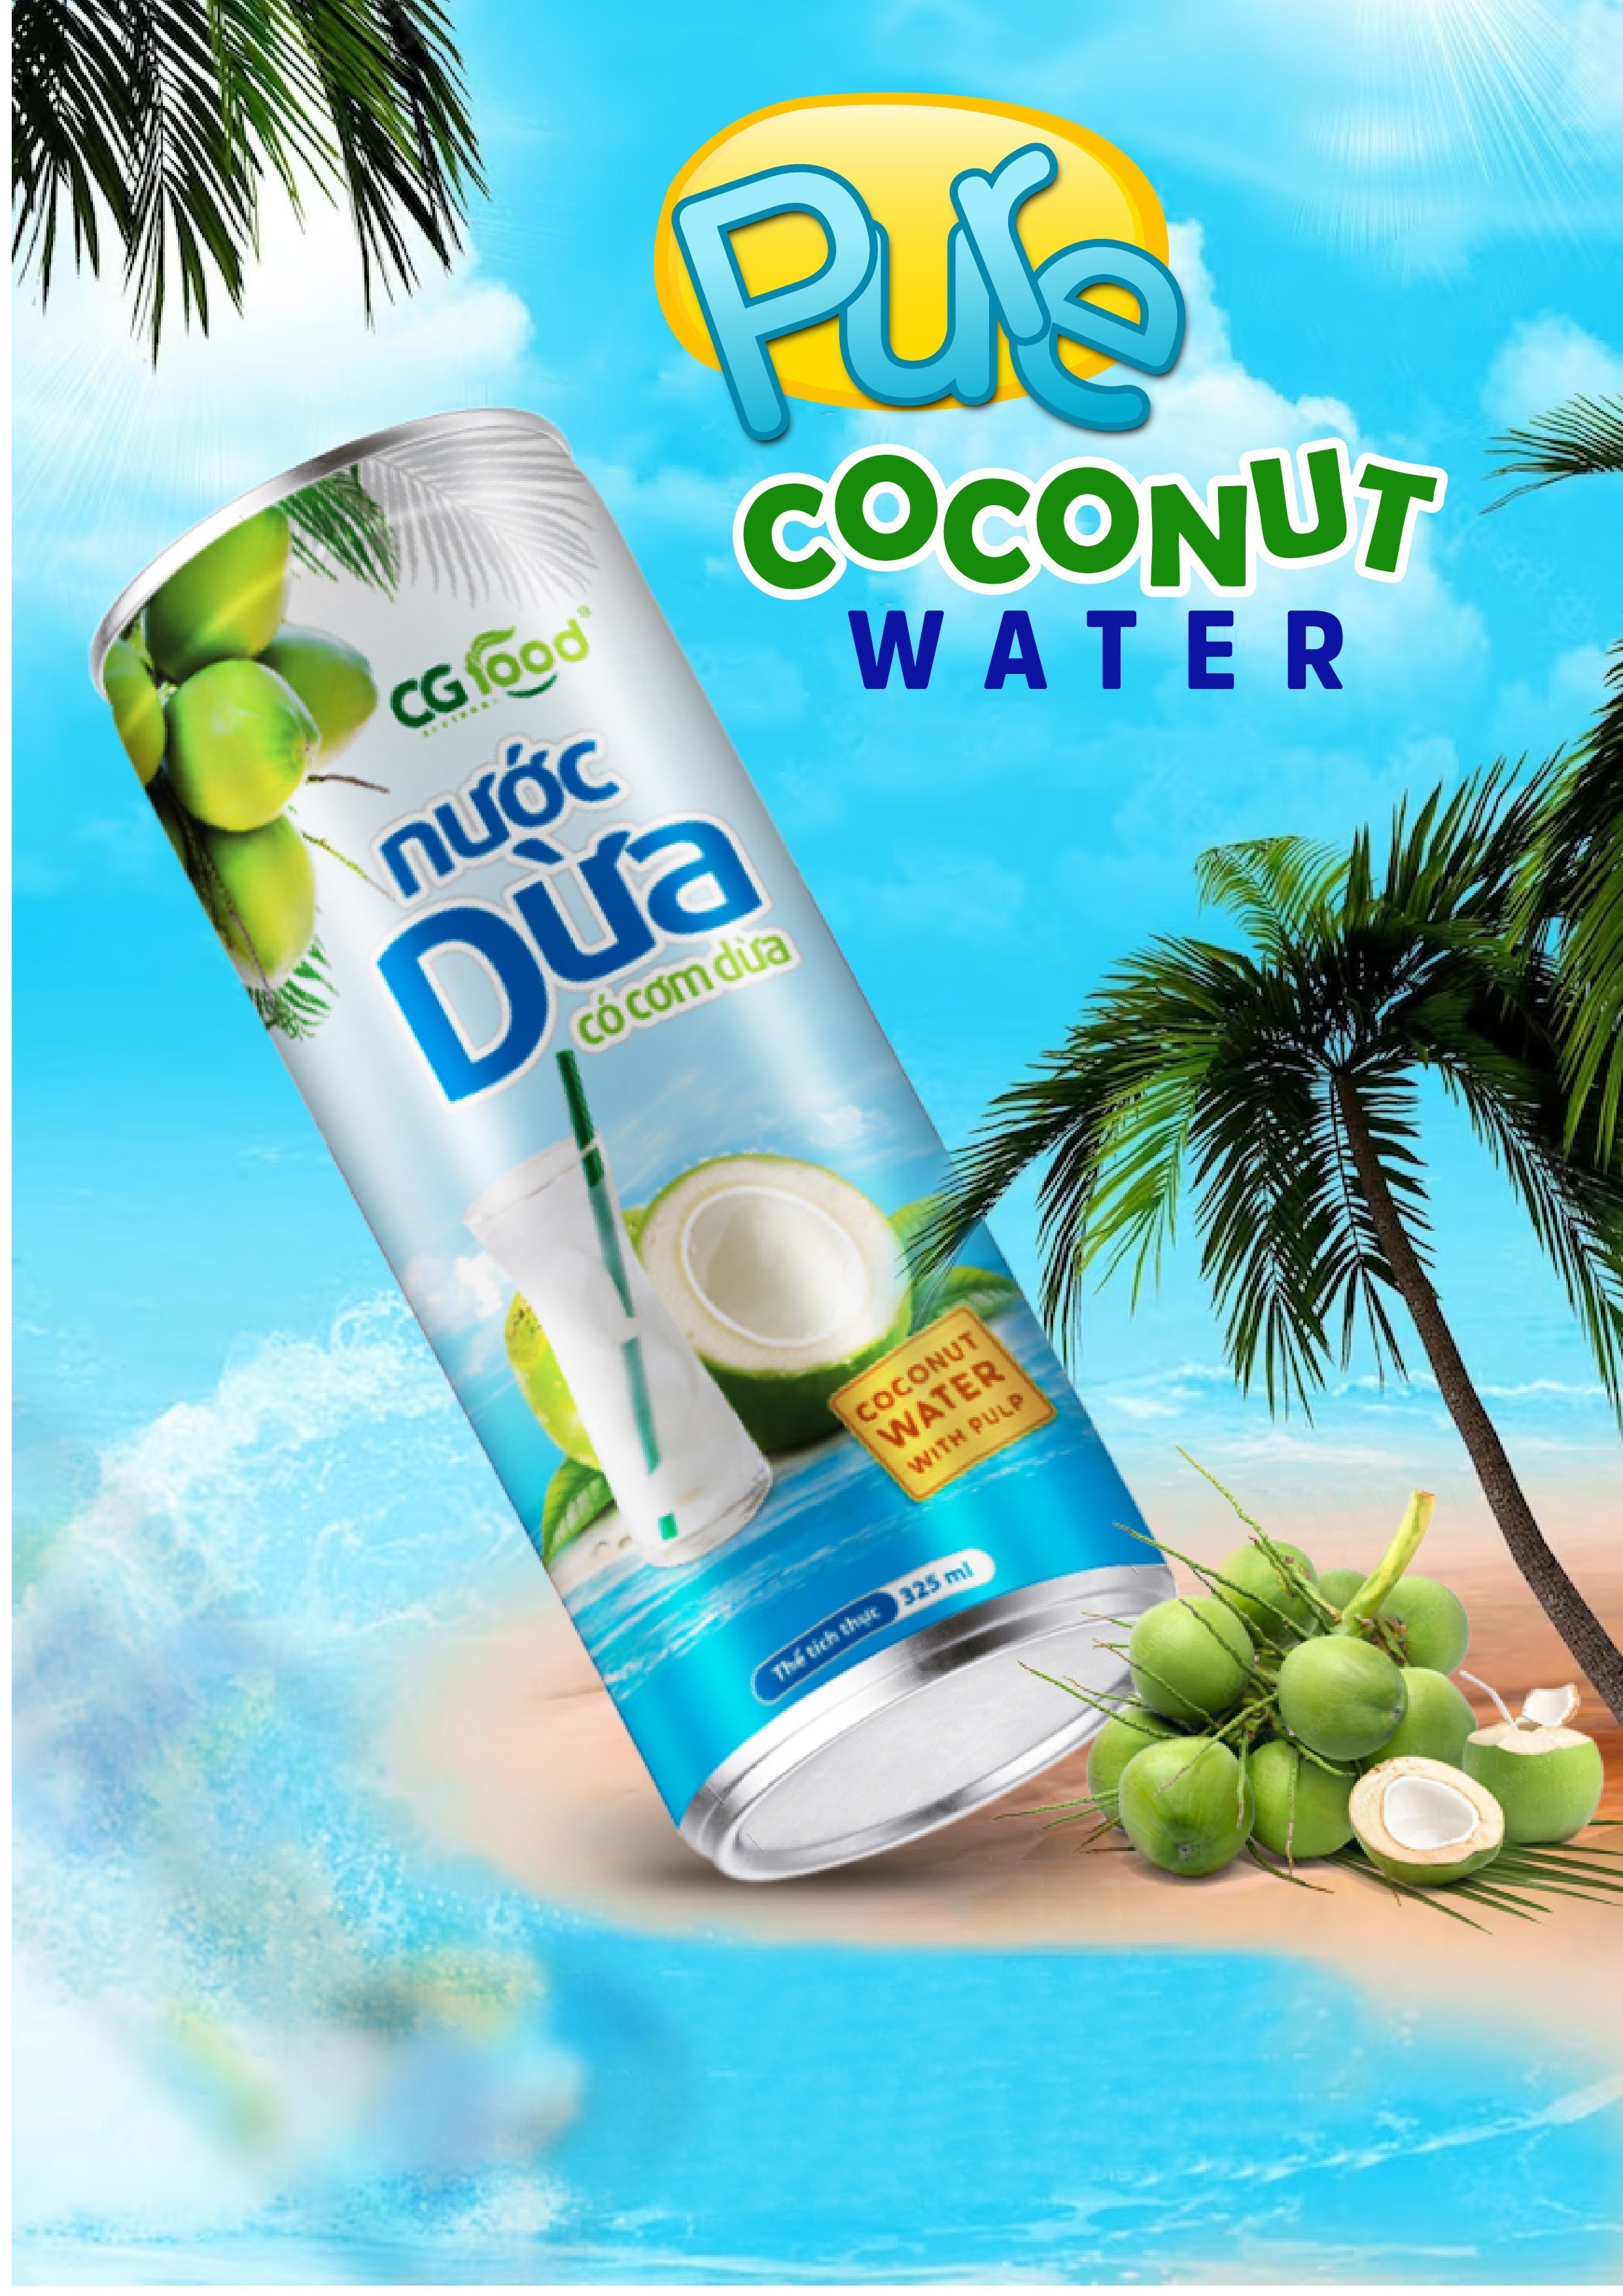 Pure
COCONUT
WATER
CG food®
nước
Dừa
có cơm dừa
COCONUT
WATER
WITH PULP
Thể tích thực 325 ml